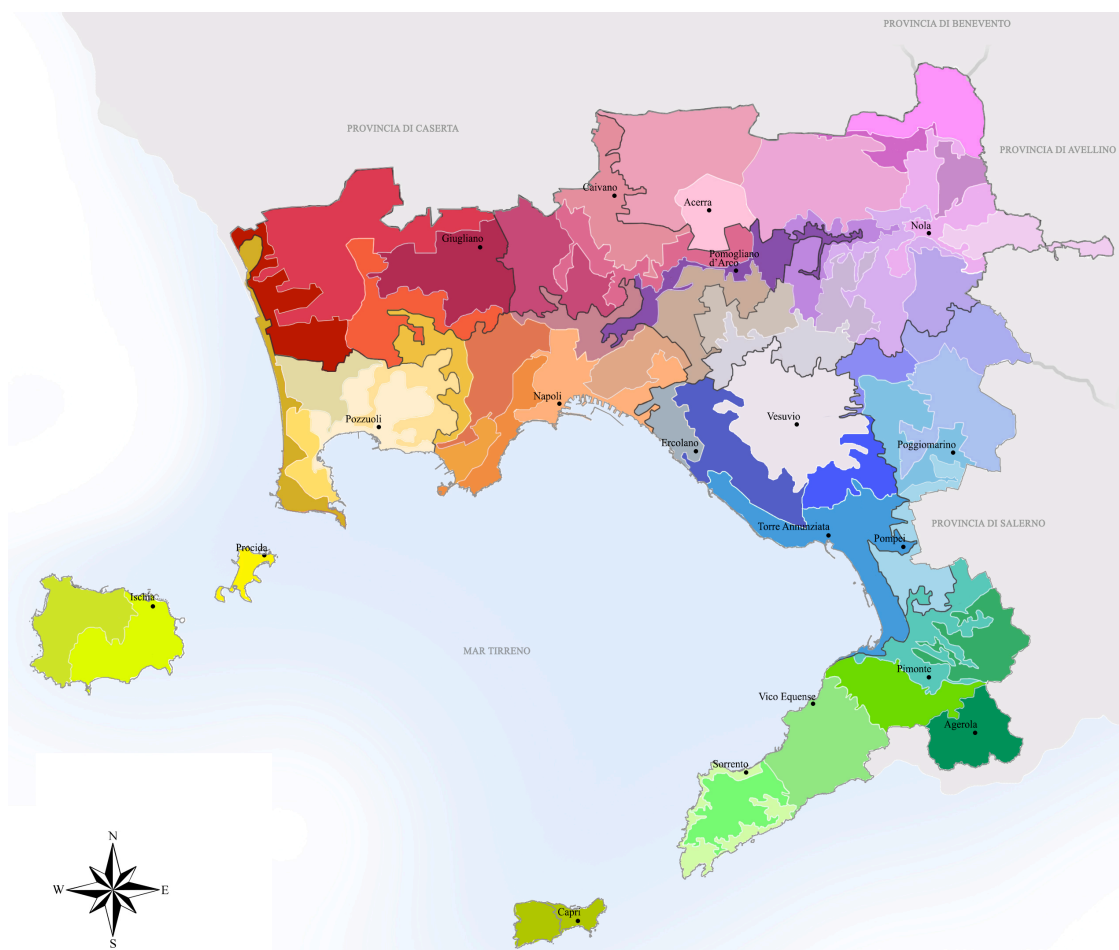 PROVINCIA DI BENEVENTO
PROVINCIA DI CASERTA
PROVINCIA DI AVELLINO
Caivano
Acerra
Nola
Giugliano
Pomogliano
d'Arco
Napoli
Pozzuoli
Vesuvio
Ercolano
Poggiomarino
Torre Annunziata
PROVINCIA DI SALERNO
Pompei
Procida
Ischia
MAR TIRRENO
Pimonte
Vico Equense
Agerola
Sorrento
N
W
E
S
Capri